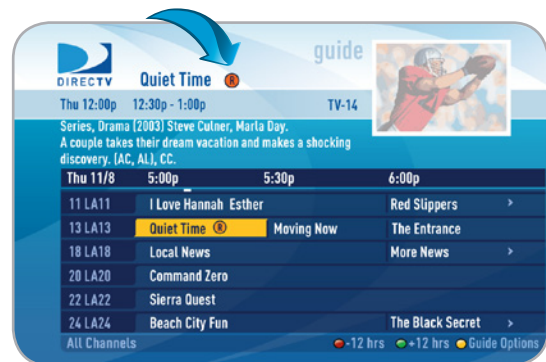 guide
DIRECTV
Quiet Time R
Thu 12:00p 12:30p - 1:00p TV-14
Series, Drama (2003) Steve Culner, Marla Day.
A couple takes their dream vacation and makes a shocking
discovery. (AC, AL), CC.
Thu 11/8 5:00p 5:30p 6:00p
11 LA11 I Love Hannah Esther Red Slippers >
13 LA13 Quiet Time ® Moving Now The Entrance
18 LA18 Local News More News >
20 LA20 Command Zero
22 LA22 Sierra Quest
24 LA24 Beach City Fun The Black Secret >
All Channels -12 hrs +12 hrs Guide Options